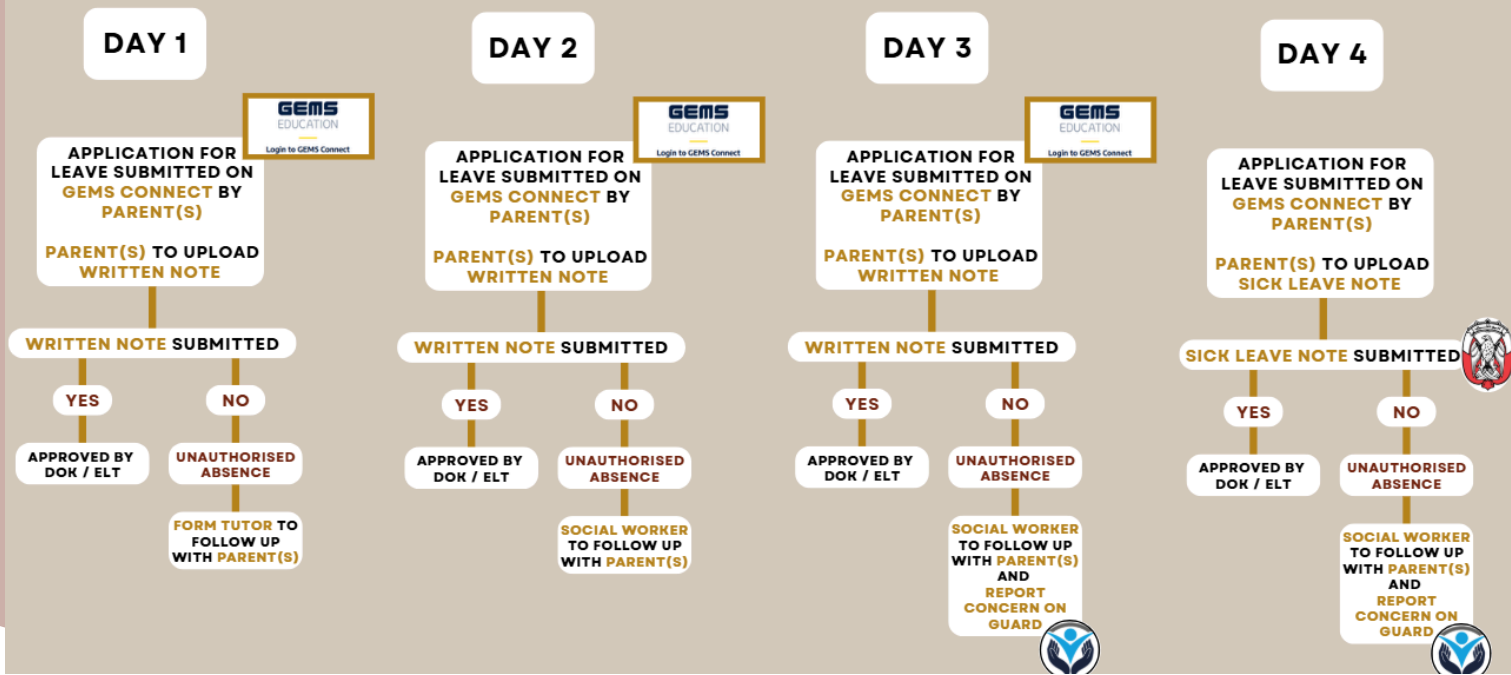 DAY 1
GEMS
EDUCATION
Login to GEMS Connect
APPLICATION FOR
LEAVE SUBMITTED ON
GEMS CONNECT BY
PARENT(S)
PARENT(S) TO UPLOAD
WRITTEN NOTE
WRITTEN NOTE SUBMITTED
YES
NO
APPROVED BY
DOK / ELT
UNAUTHORISED
ABSENCE
FORM TUTOR TO
FOLLOW UP
WITH PARENT(S)
DAY 2
GEMS
EDUCATION
Login to GEMS Connect
APPLICATION FOR
LEAVE SUBMITTED ON
GEMS CONNECT BY
PARENT(S)
PARENT(S) TO UPLOAD
WRITTEN NOTE
WRITTEN NOTE SUBMITTED
YES
NO
APPROVED BY
DOK / ELT
UNAUTHORISED
ABSENCE
SOCIAL WORKER
TO FOLLOW UP
WITH PARENT(S)
DAY 3
GEMS
EDUCATION
Login to GEMS Connect
APPLICATION FOR
LEAVE SUBMITTED ON
GEMS CONNECT BY
PARENT(S)
PARENT(S) TO UPLOAD
WRITTEN NOTE
WRITTEN NOTE SUBMITTED
YES
NO
APPROVED BY
DOK / ELT
UNAUTHORISED
ABSENCE
SOCIAL WORKER
TO FOLLOW UP
WITH PARENT(S)
AND
REPORT
CONCERN ON
GUARD
DAY 4
APPLICATION FOR
LEAVE SUBMITTED ON
GEMS CONNECT BY
PARENT(S)
PARENT(S) TO UPLOAD
SICK LEAVE NOTE
SICK LEAVE NOTE SUBMITTED
YES
NO
APPROVED BY
DOK / ELT
UNAUTHORISED
ABSENCE
SOCIAL WORKER
TO FOLLOW UP
WITH PARENT(S)
AND
REPORT
CONCERN ON
GUARD